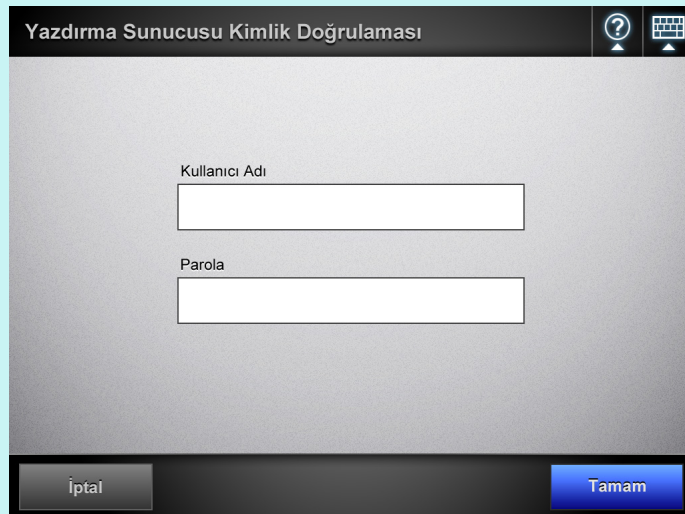 Yazdırma Sunucusu Kimlik Doğrulaması
?
Kullanıcı Adı
Parola
İptal
Tamam